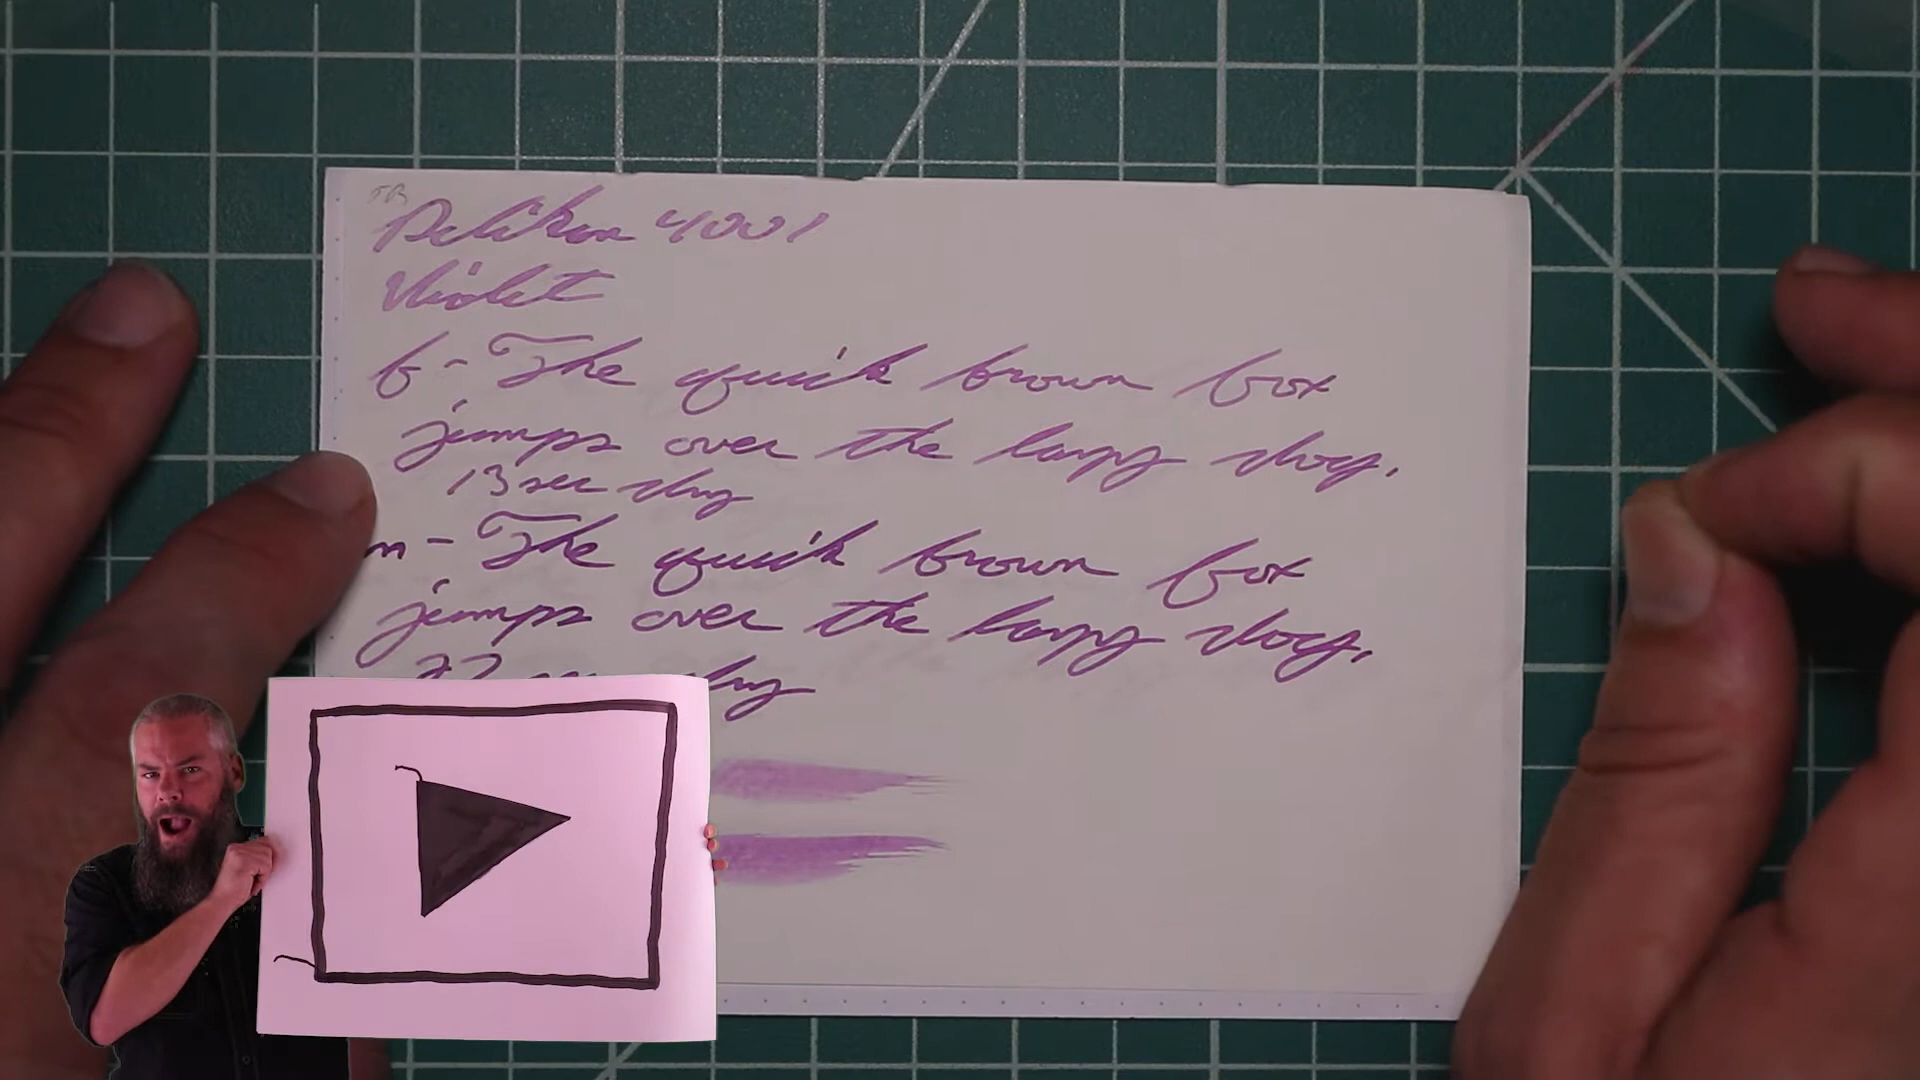 TB
Pelikan 4001
Violet
f - The quick brown fox
jumps over the lazy dog.
13 sec dry
m - The quick brown fox
jumps over the lazy dog.
dry